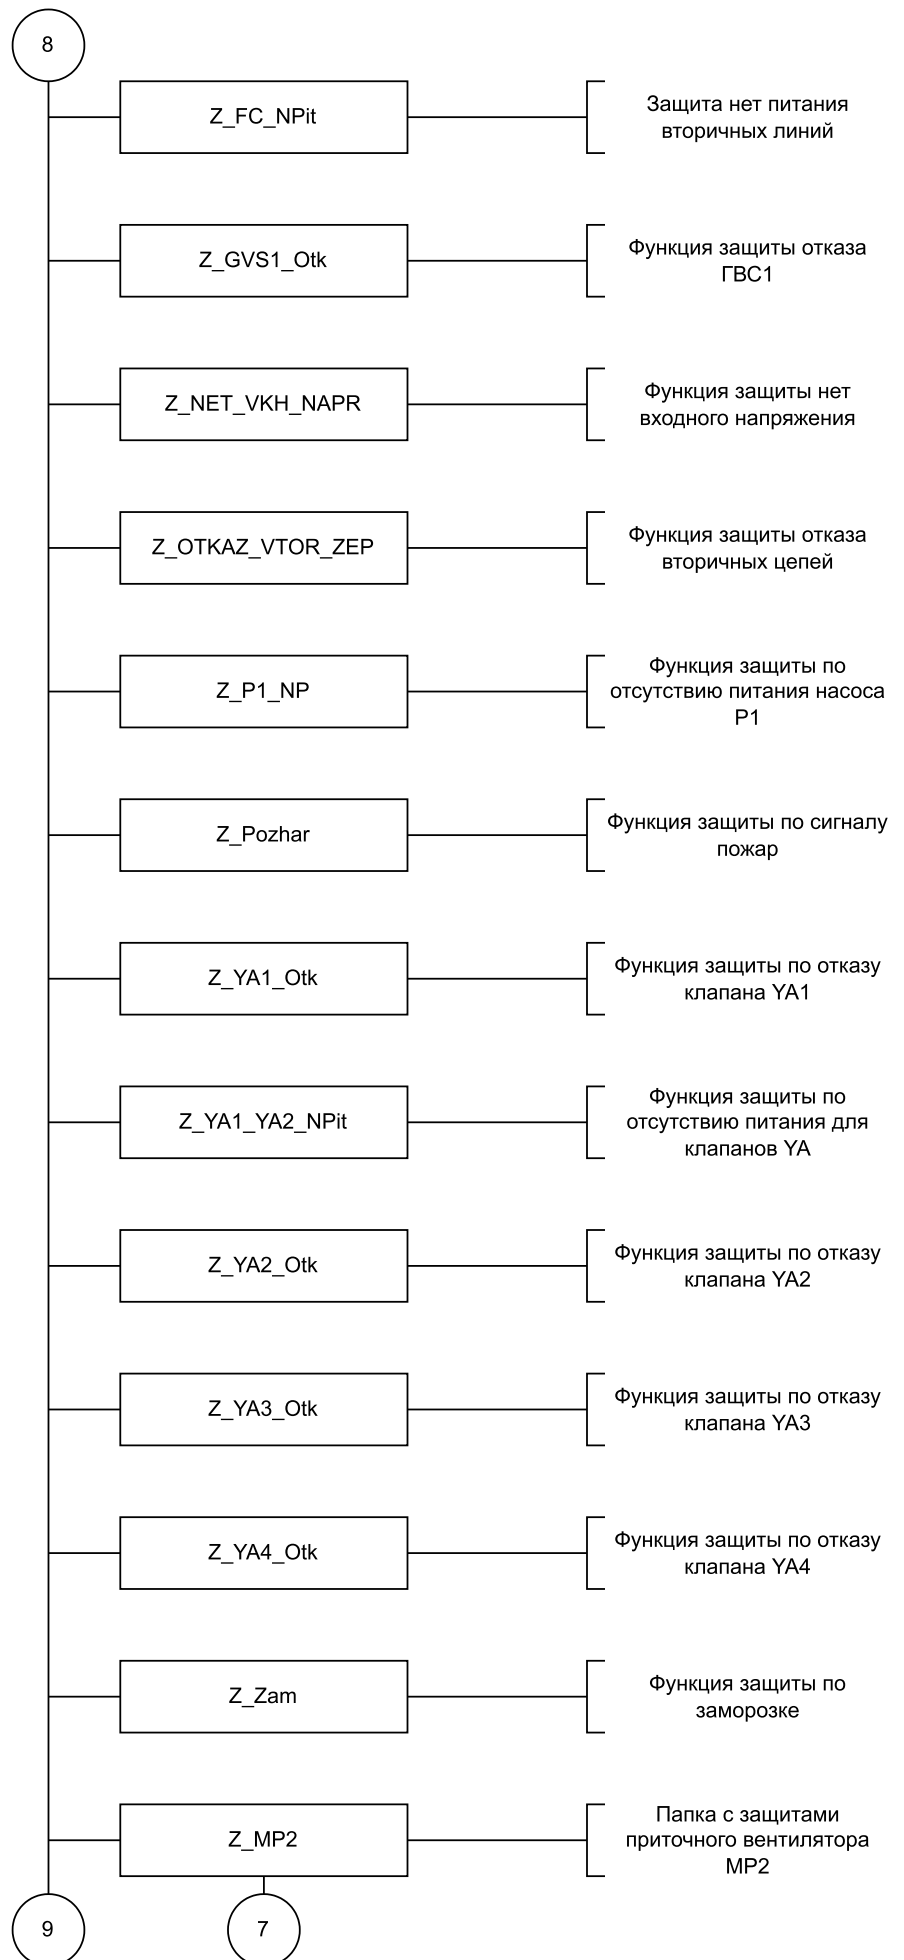 8
Z_FC_NPit
Защита нет питания
вторичных линий
Z_GVS1_Otk
Функция защиты отказа
ГВС1
Z_NET_VKH_NAPR
Функция защиты нет
входного напряжения
Z_OTKAZ_VTOR_ZEP
Функция защиты отказа
вторичных цепей
Z_P1_NP
Функция защиты по
отсутствию питания насоса
P1
Z_Pozhar
Функция защиты по сигналу
пожар
Z_YA1_Otk
Функция защиты по отказу
клапана YA1
Z_YA1_YA2_NPit
Функция защиты по
отсутствию питания для
клапанов YA
Z_YA2_Otk
Функция защиты по отказу
клапана YA2
Z_YA3_Otk
Функция защиты по отказу
клапана YA3
Z_YA4_Otk
Функция защиты по отказу
клапана YA4
Z_Zam
Функция защиты по
заморозке
Z_MP2
Папка с защитами
приточного вентилятора
MP2
9
7